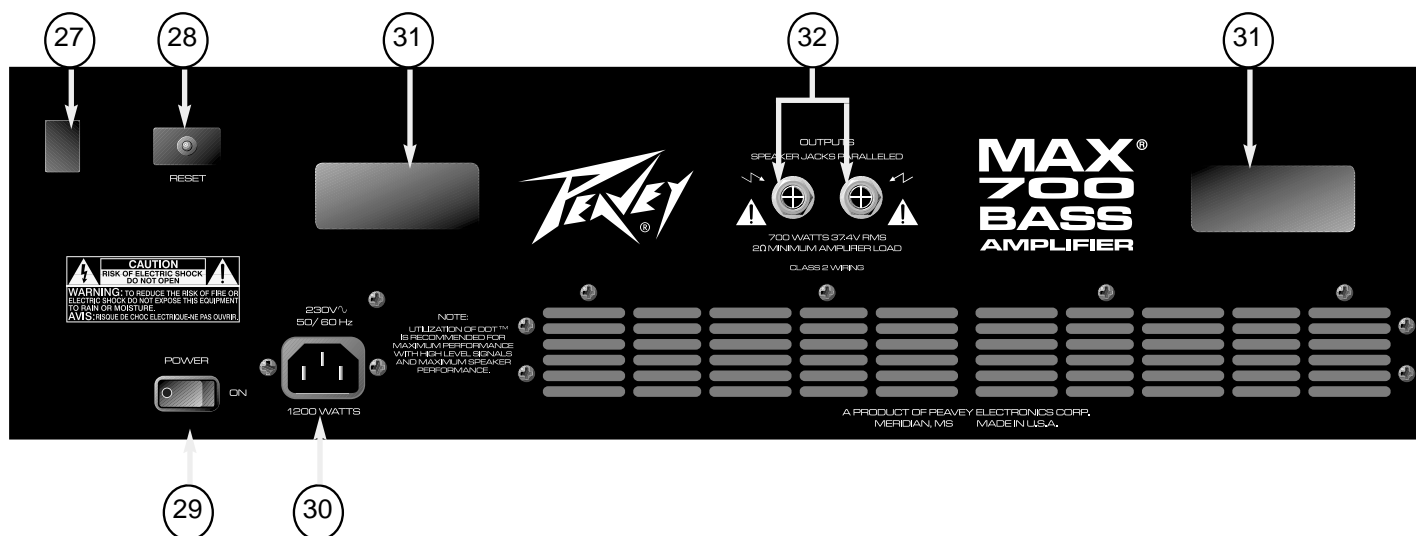 27
28
31
32
31
OUTPUTS
SPEAKER JACKS PARALLELED
RESET
PEAVEY®
MAX®
700
BASS
AMPLIFIER
700 WATTS 37.4V RMS
2Ω MINIMUM AMPLIFIER LOAD
CLASS 2 WIRING
CAUTION
RISK OF ELECTRIC SHOCK
DO NOT OPEN
WARNING: TO REDUCE THE RISK OF FIRE OR
ELECTRIC SHOCK DO NOT EXPOSE THIS EQUIPMENT
TO RAIN OR MOISTURE.
AVIS: RISQUE DE CHOC ELECTRIQUE-NE PAS OUVRIR.
230V∿
50/60 Hz
NOTE:
UTILIZATION OF DDT™
IS RECOMMENDED FOR
MAXIMUM PERFORMANCE
WITH HIGH LEVEL SIGNALS
AND MAXIMUM SPEAKER
PERFORMANCE.
POWER
ON
1200 WATTS
A PRODUCT OF PEAVEY ELECTRONICS CORP.
MERIDIAN, MS MADE IN U.S.A.
29
30